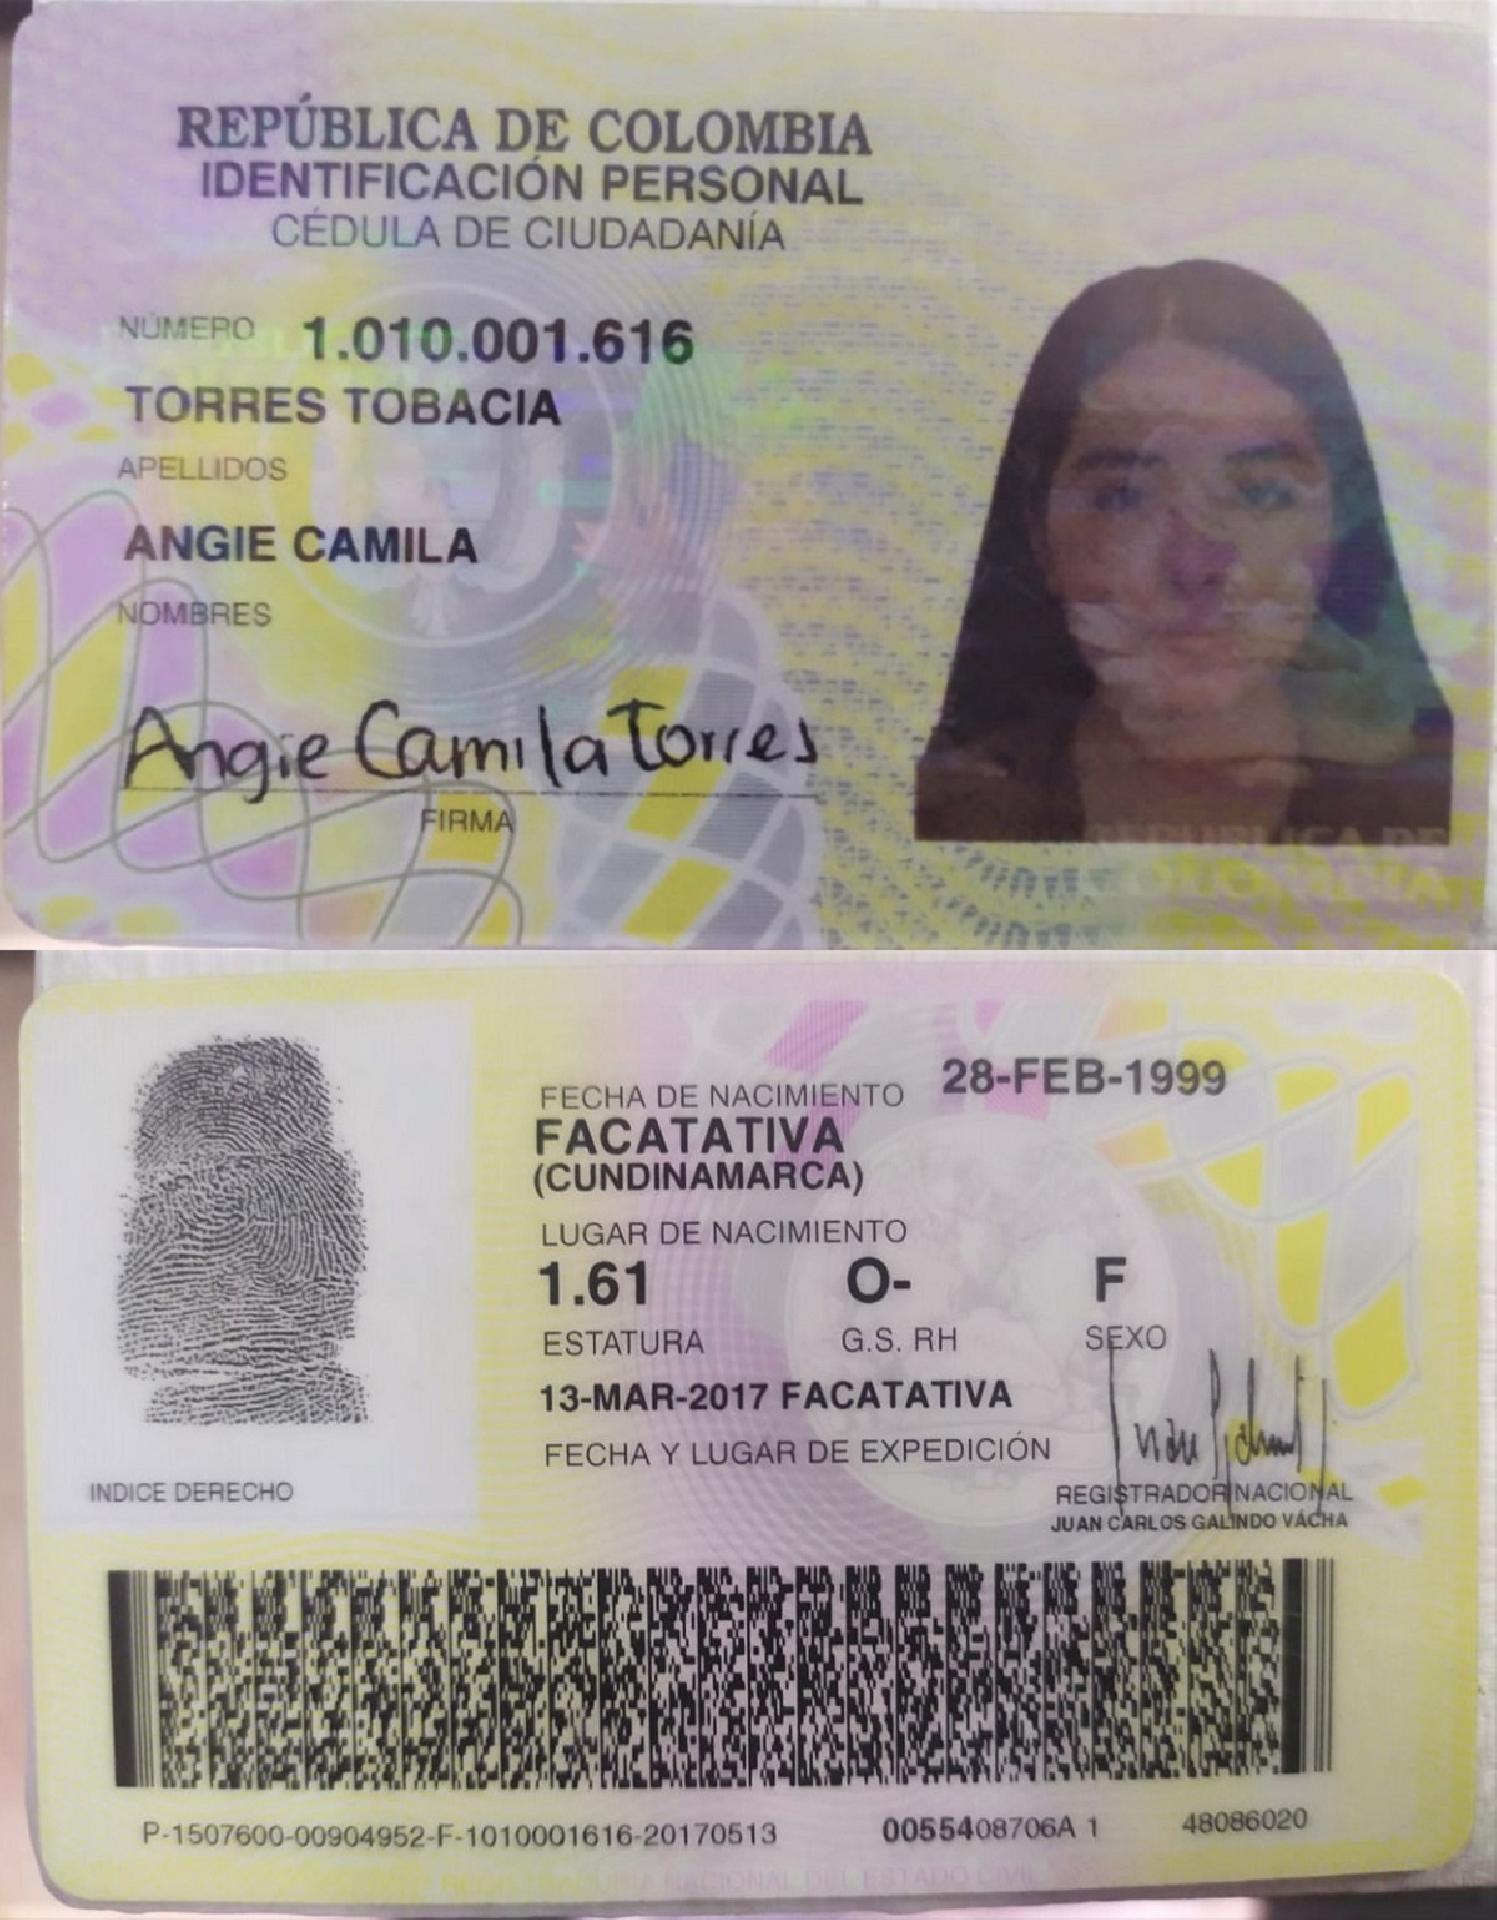 REPÚBLICA DE COLOMBIA
IDENTIFICACIÓN PERSONAL
CÉDULA DE CIUDADANÍA
NÚMERO 1.010.001.616
TORRES TOBACIA
APELLIDOS
ANGIE CAMILA
NOMBRES
Angie Camila Torres
FIRMA
REPUBLICA DE
COLOMBIA
FECHA DE NACIMIENTO 28-FEB-1999
FACATATIVA
(CUNDINAMARCA)
LUGAR DE NACIMIENTO
1.61 O- F
ESTATURA G.S. RH SEXO
13-MAR-2017 FACATATIVA
FECHA Y LUGAR DE EXPEDICIÓN
INDICE DERECHO
REGISTRADOR NACIONAL
JUAN CARLOS GALINDO VÁCHA
P-1507600-00904952-F-1010001616-20170513 0055408706A 1 48086020
REGISTRADURIA NACIONAL DEL ESTADO CIVIL